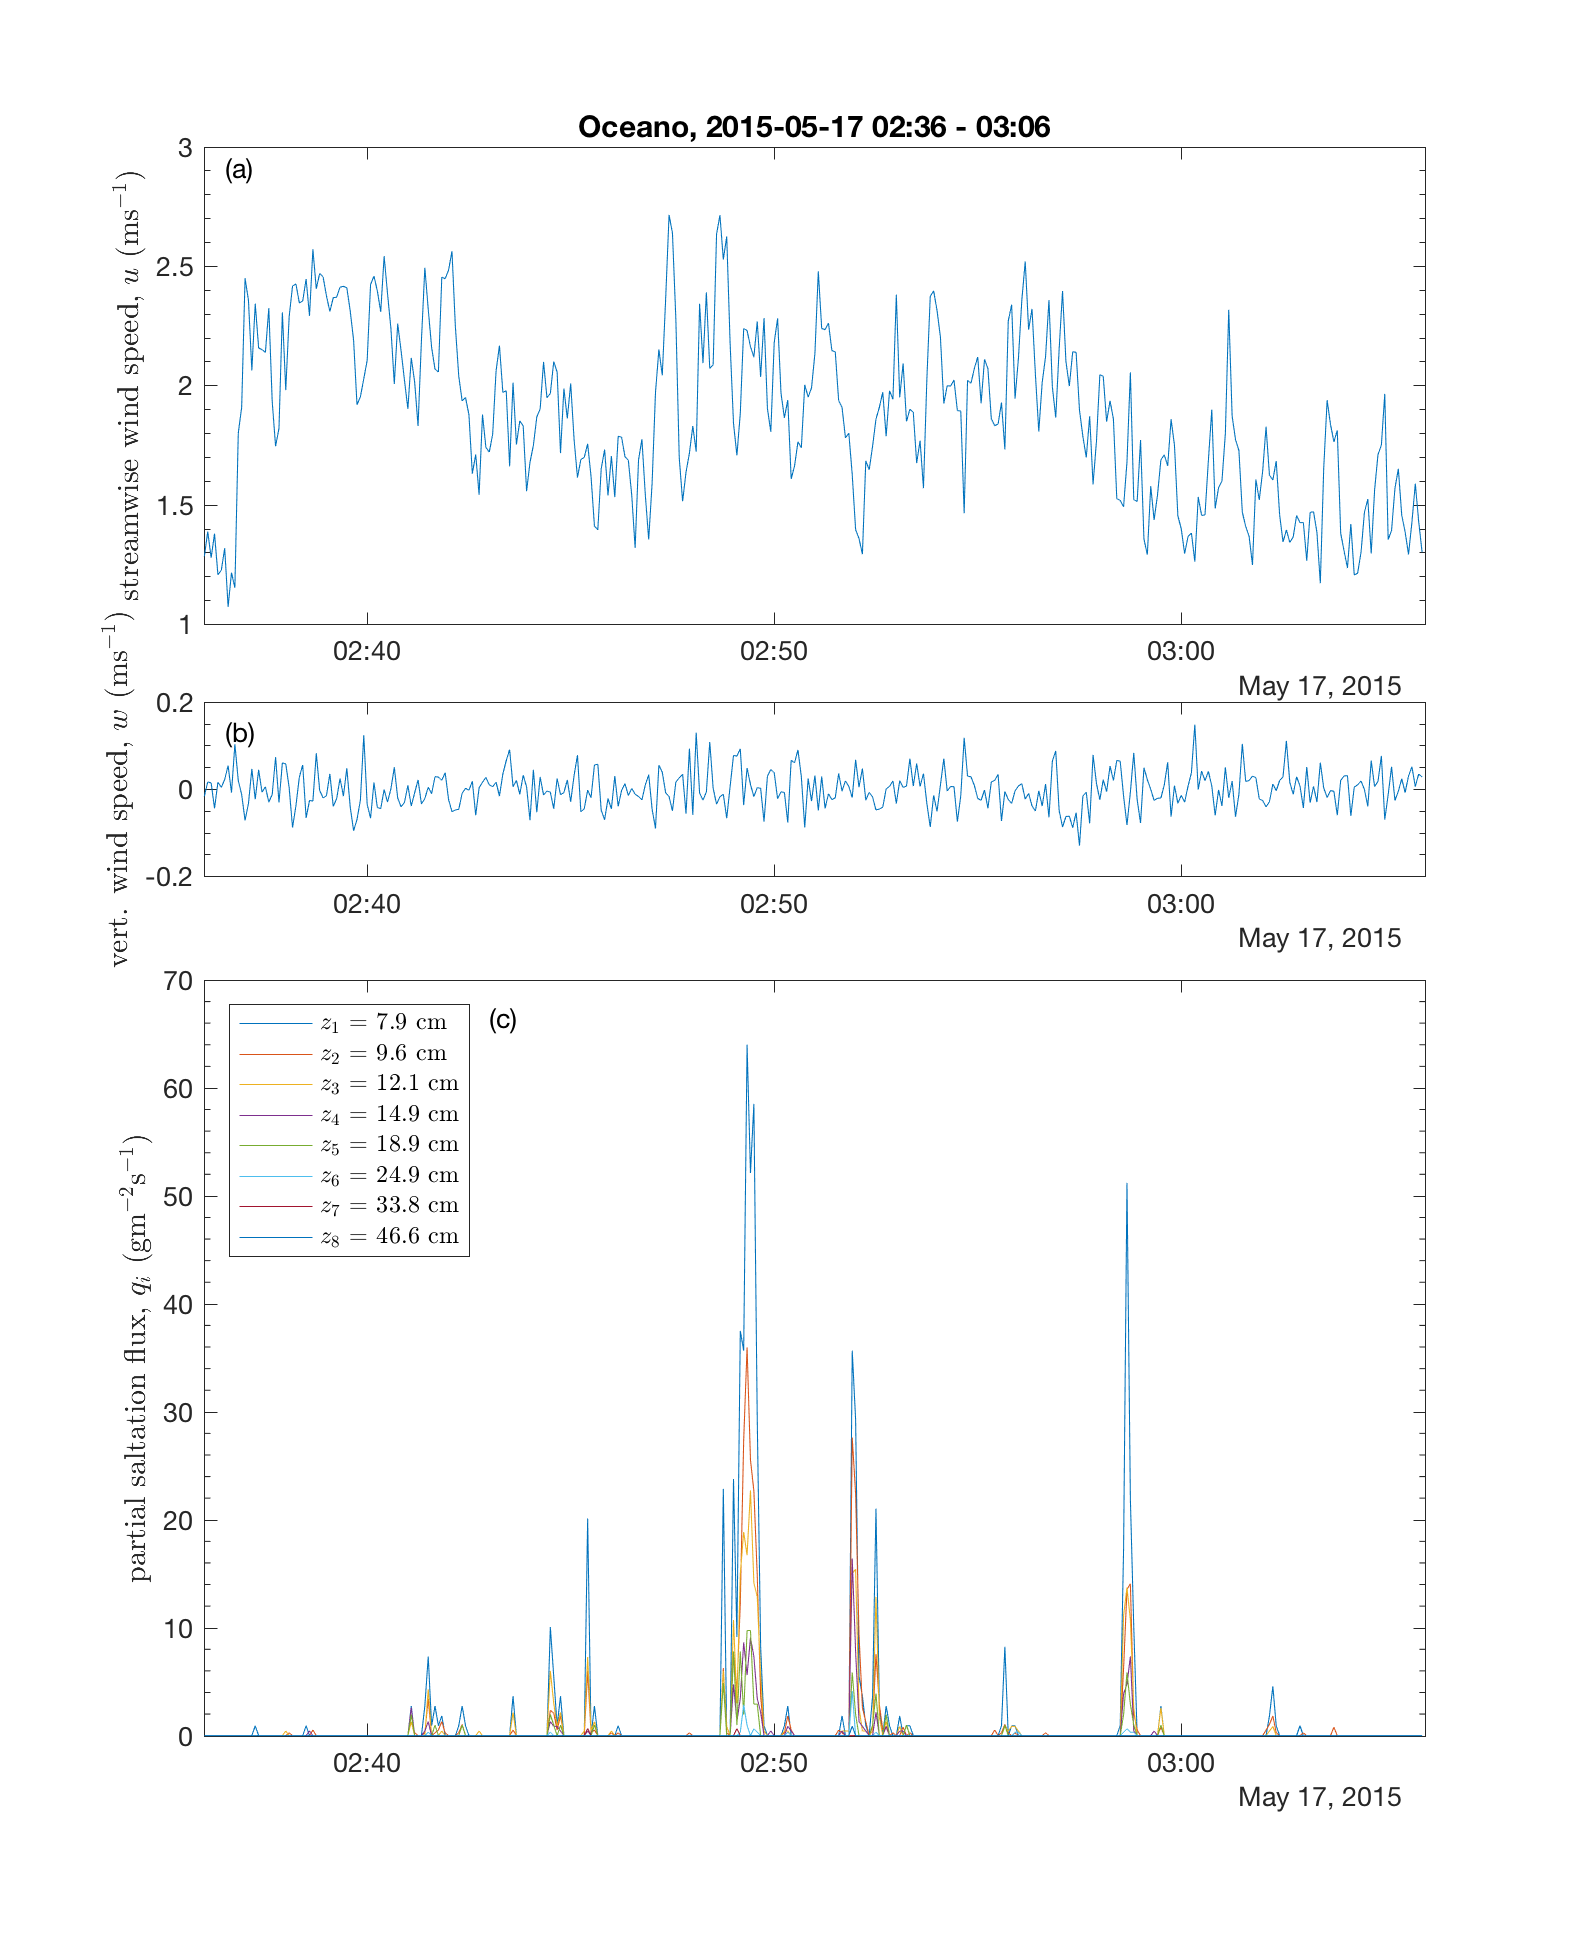 Oceano, 2015-05-17 02:36 - 03:06
(a)
streamwise wind speed, u (ms⁻¹)
3
2.5
2
1.5
1
02:40 02:50 03:00
May 17, 2015
(b)
vert. wind speed, w (ms⁻¹)
0.2
0
-0.2
02:40 02:50 03:00
May 17, 2015
(c)
partial saltation flux, qᵢ (gm⁻²s⁻¹)
70
60
50
40
30
20
10
0
z₁ = 7.9 cm
z₂ = 9.6 cm
z₃ = 12.1 cm
z₄ = 14.9 cm
z₅ = 18.9 cm
z₆ = 24.9 cm
z₇ = 33.8 cm
z₈ = 46.6 cm
02:40 02:50 03:00
May 17, 2015